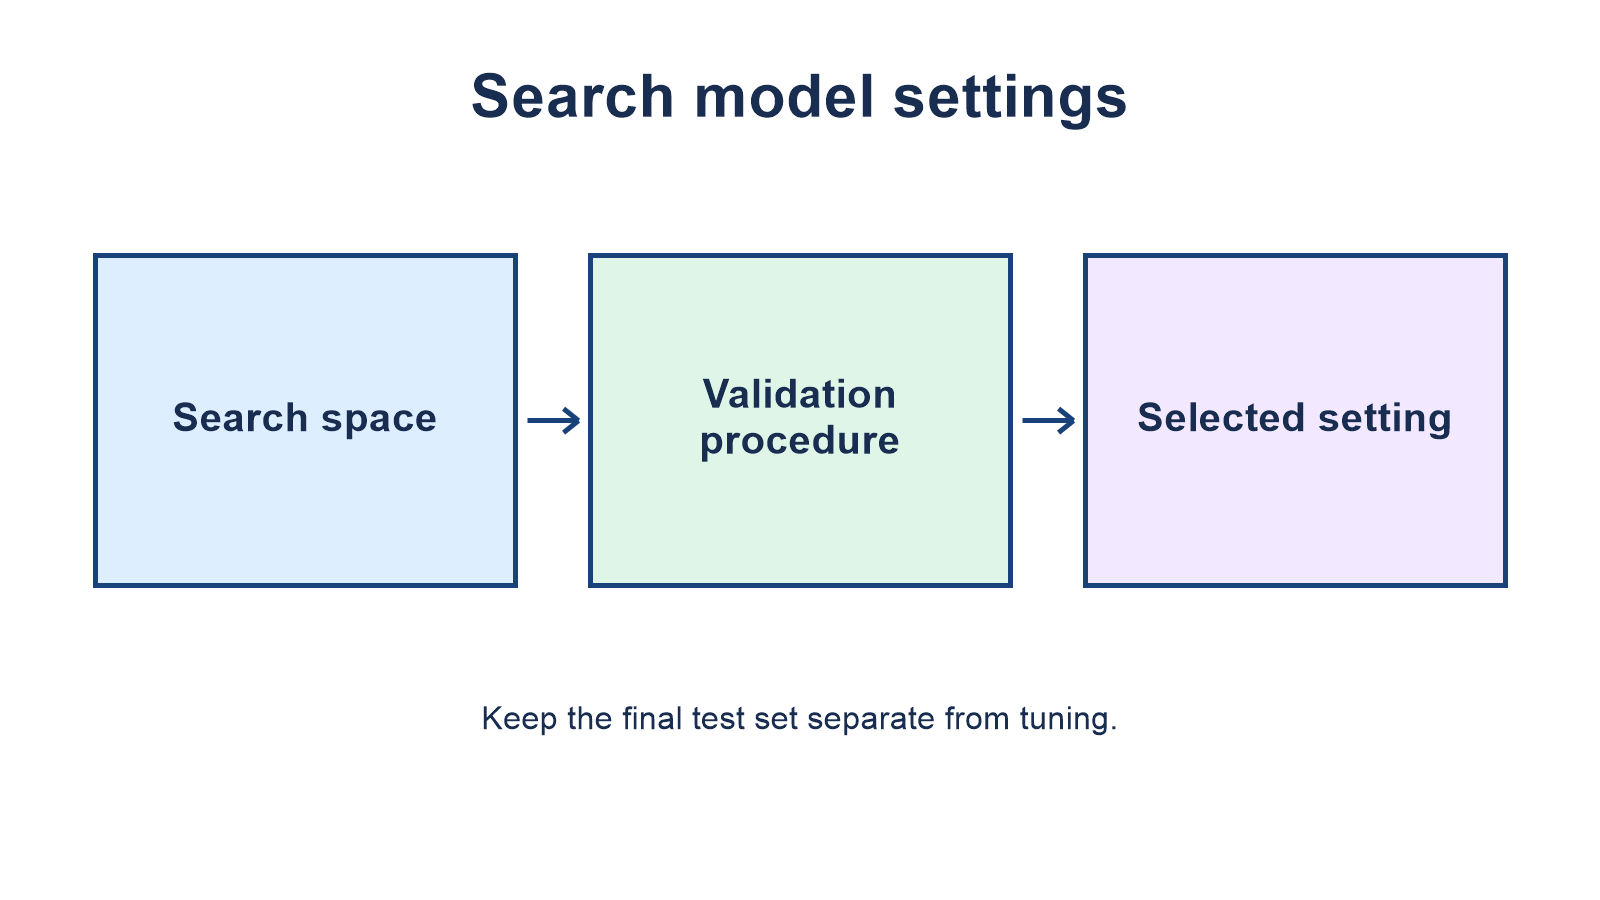 Search model settings
Search space
Validation
procedure
Selected setting
Keep the final test set separate from tuning.